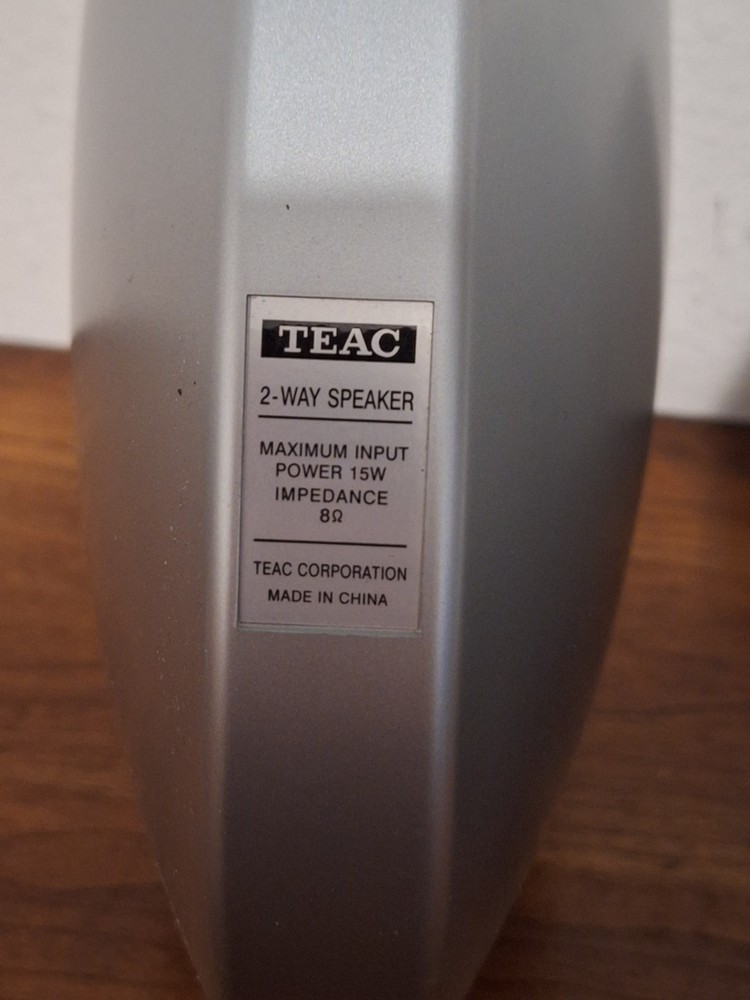 TEAC
2-WAY SPEAKER
MAXIMUM INPUT
POWER 15W
IMPEDANCE
8Ω
TEAC CORPORATION
MADE IN CHINA